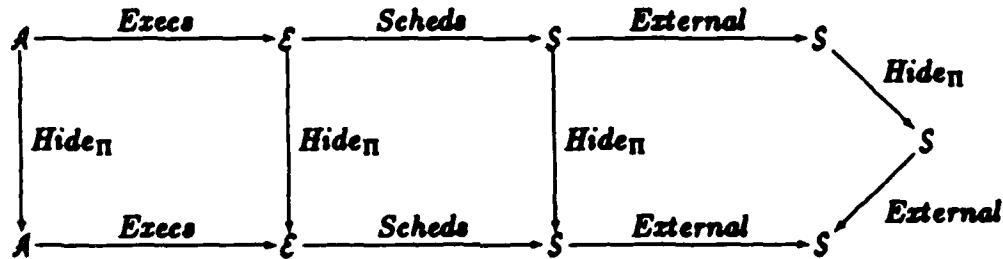 Execs Scheds External
𝒜 ℰ 𝒮 𝒮
Hide_Π
Hide_Π Hide_Π Hide_Π 𝒮
External
Execs Scheds External
𝒜 ℰ 𝒮 𝒮